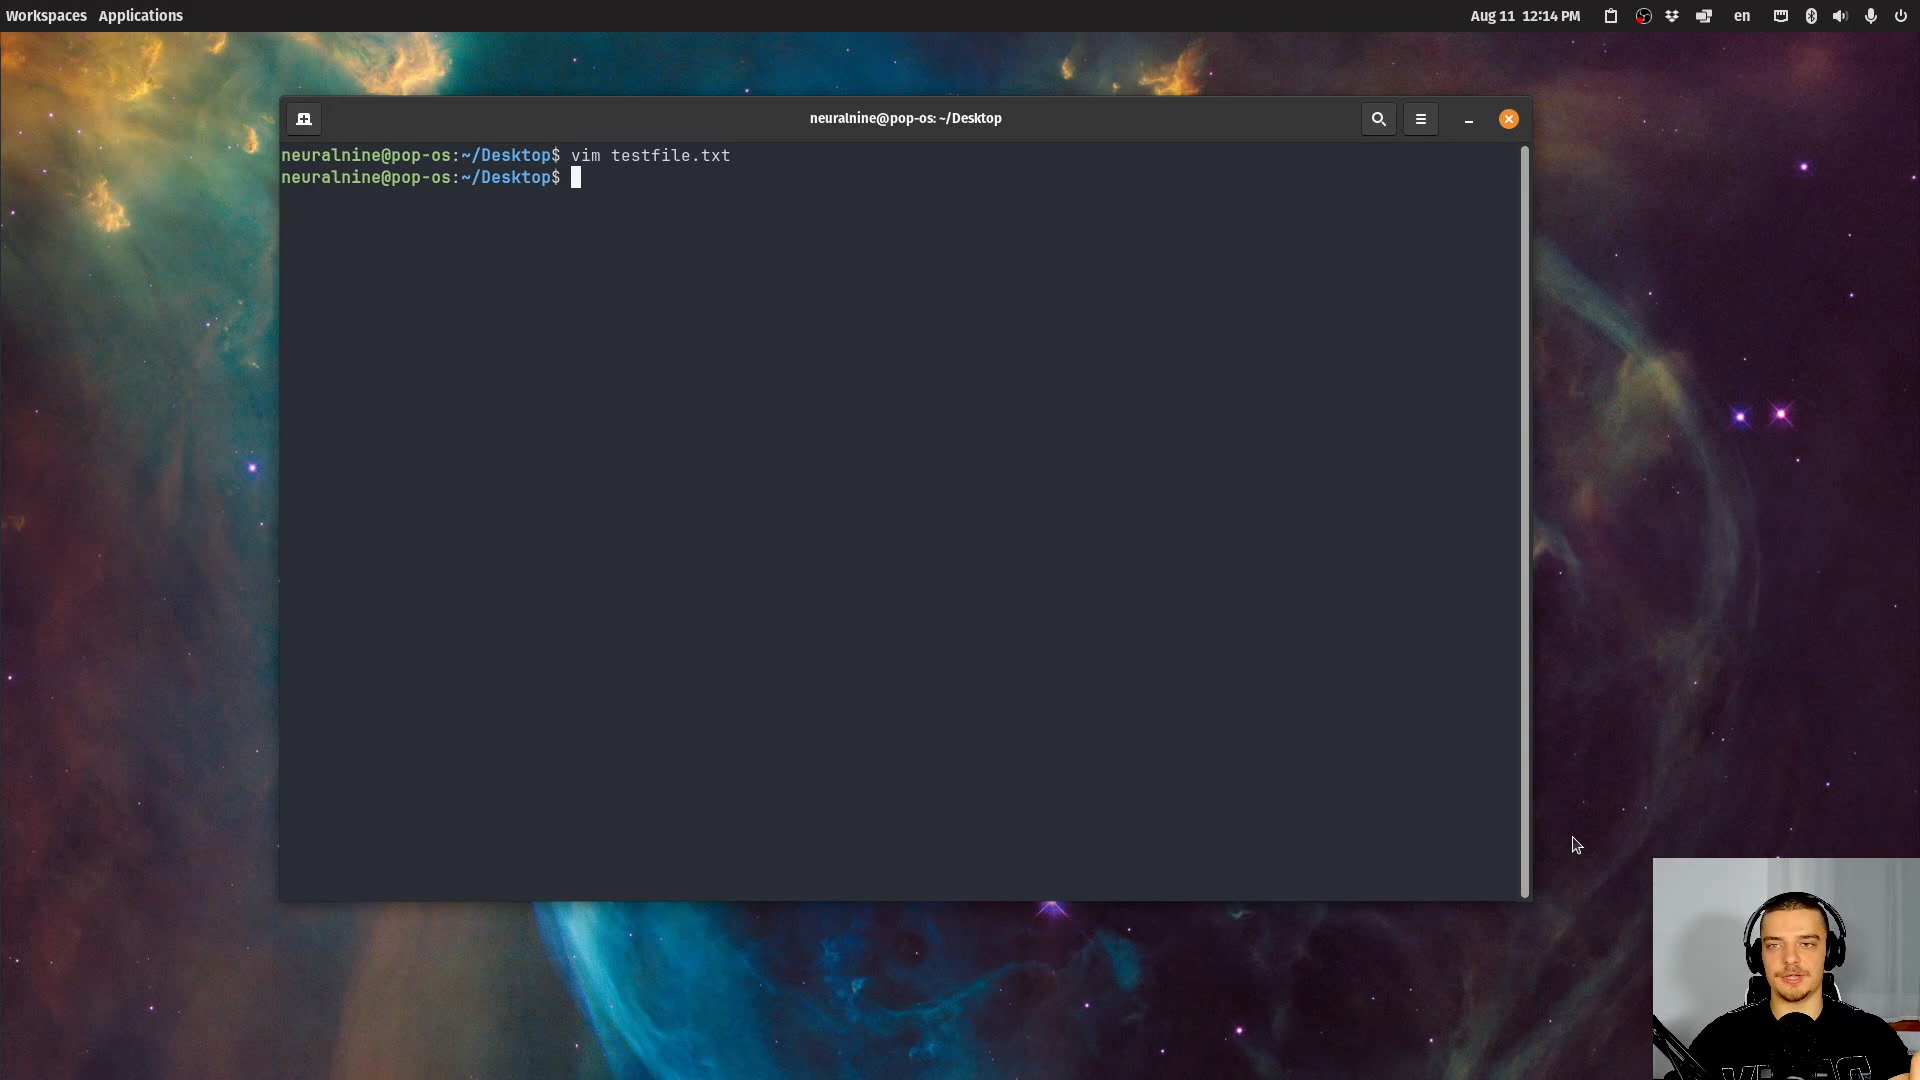 Workspaces Applications
Aug 11 12:14 PM
en
neuralnine@pop-os: ~/Desktop
neuralnine@pop-os:~/Desktop$ vim testfile.txt
neuralnine@pop-os:~/Desktop$